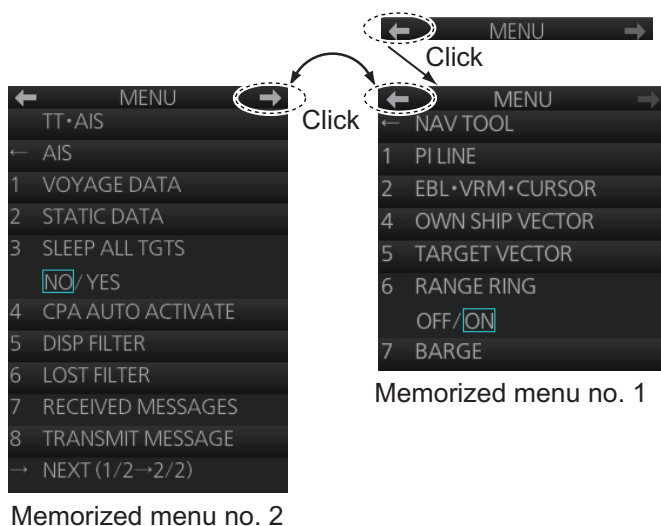 ← MENU →
Click
← MENU →
TT•AIS
← AIS
1 VOYAGE DATA
2 STATIC DATA
3 SLEEP ALL TGTS
NO/YES
4 CPA AUTO ACTIVATE
5 DISP FILTER
6 LOST FILTER
7 RECEIVED MESSAGES
8 TRANSMIT MESSAGE
→ NEXT (1/2→2/2)
Memorized menu no. 2
Click
← MENU →
← NAV TOOL
1 PI LINE
2 EBL•VRM•CURSOR
4 OWN SHIP VECTOR
5 TARGET VECTOR
6 RANGE RING
OFF/ON
7 BARGE
Memorized menu no. 1